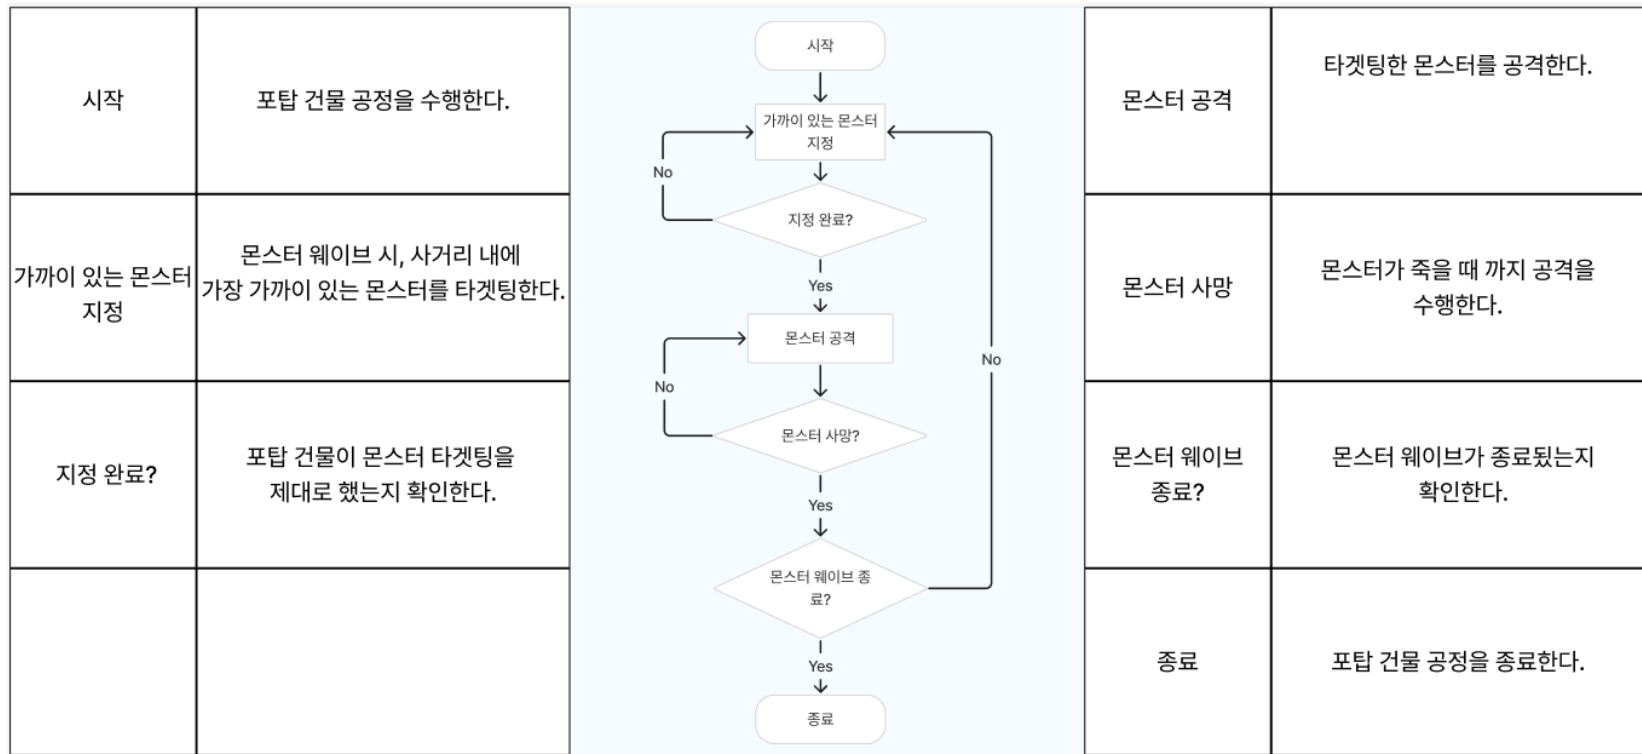 시작
포탑 건물 공정을 수행한다.
가까이 있는 몬스터
지정
몬스터 웨이브 시, 사거리 내에
가장 가까이 있는 몬스터를 타겟팅한다.
지정 완료?
포탑 건물이 몬스터 타겟팅을
제대로 했는지 확인한다.
시작
가까이 있는 몬스터
지정
No
지정 완료?
Yes
몬스터 공격
No
No
몬스터 사망?
Yes
몬스터 웨이브 종
료?
Yes
종료
몬스터 공격
타겟팅한 몬스터를 공격한다.
몬스터 사망
몬스터가 죽을 때 까지 공격을
수행한다.
몬스터 웨이브
종료?
몬스터 웨이브가 종료됬는지
확인한다.
종료
포탑 건물 공정을 종료한다.